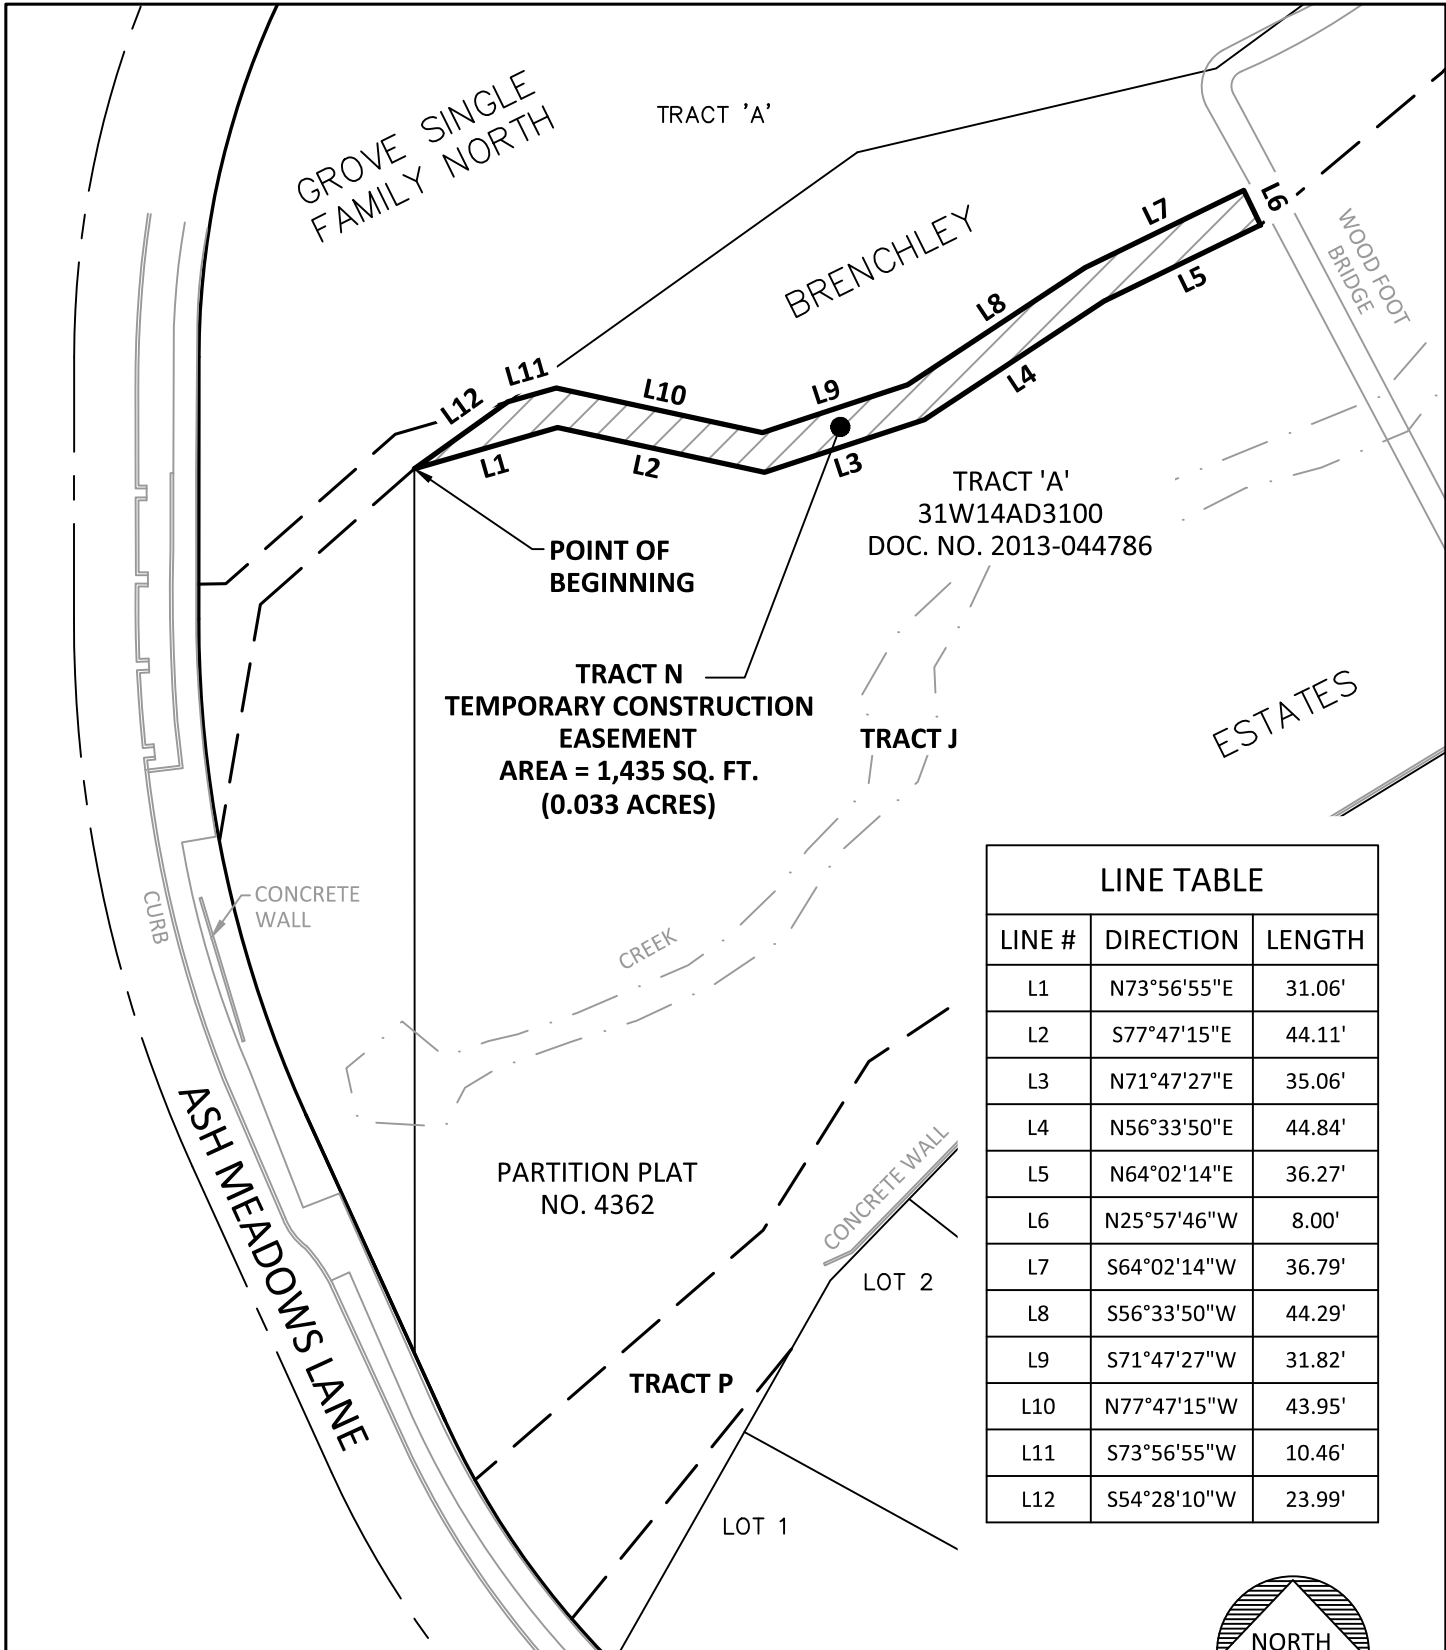 GROVE SINGLE
FAMILY NORTH
TRACT 'A'
BRENCHLEY
L7
L6
WOOD FOOT
BRIDGE
L5
L8
L4
L9
L11
L10
L12
L1
L2
L3
TRACT 'A'
31W14AD3100
DOC. NO. 2013-044786
POINT OF
BEGINNING
TRACT N
TEMPORARY CONSTRUCTION
EASEMENT
AREA = 1,435 SQ. FT.
(0.033 ACRES)
TRACT J
ESTATES
CONCRETE
WALL
CURB
CREEK
ASH MEADOWS LANE
PARTITION PLAT
NO. 4362
CONCRETE WALL
LOT 2
TRACT P
LOT 1
LINE TABLE
LINE # DIRECTION LENGTH
L1 N73°56'55"E 31.06'
L2 S77°47'15"E 44.11'
L3 N71°47'27"E 35.06'
L4 N56°33'50"E 44.84'
L5 N64°02'14"E 36.27'
L6 N25°57'46"W 8.00'
L7 S64°02'14"W 36.79'
L8 S56°33'50"W 44.29'
L9 S71°47'27"W 31.82'
L10 N77°47'15"W 43.95'
L11 S73°56'55"W 10.46'
L12 S54°28'10"W 23.99'
NORTH